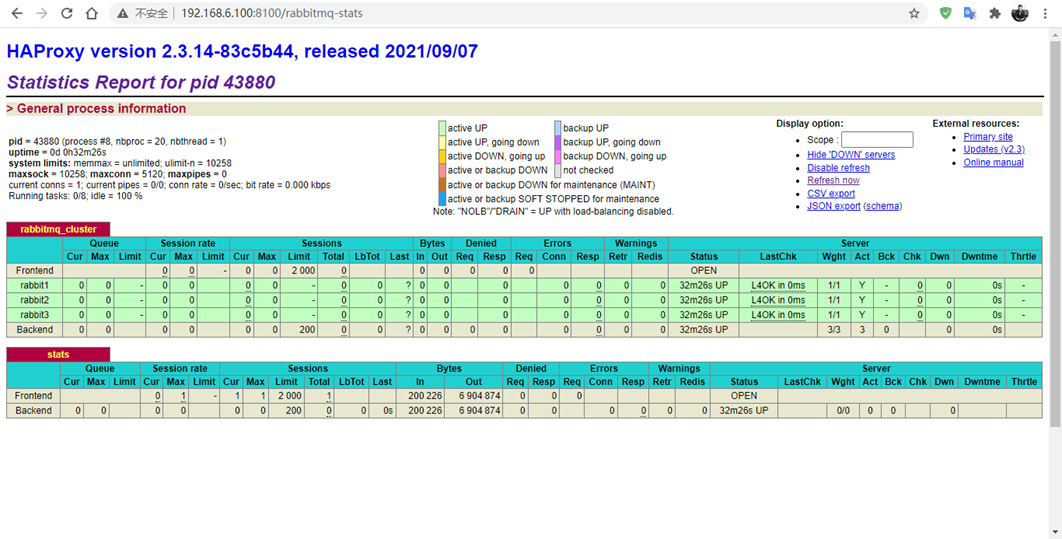 不安全 192.168.6.100:8100/rabbitmq-stats
HAProxy version 2.3.14-83c5b44, released 2021/09/07
Statistics Report for pid 43880
> General process information
pid = 43880 (process #8, nbproc = 20, nbthread = 1)
uptime = 0d 0h32m26s
system limits: memmax = unlimited; ulimit-n = 10258
maxsock = 10258; maxconn = 5120; maxpipes = 0
current conns = 1; current pipes = 0/0; conn rate = 0/sec; bit rate = 0.000 kbps
Running tasks: 0/8; idle = 100 %
active UP backup UP
active UP, going down backup UP, going down
active DOWN, going up backup DOWN, going up
active or backup DOWN not checked
active or backup DOWN for maintenance (MAINT)
active or backup SOFT STOPPED for maintenance
Note: "NOLB"/"DRAIN" = UP with load-balancing disabled.
Display option:
• Scope :
• Hide 'DOWN' servers
• Disable refresh
• Refresh now
• CSV export
• JSON export (schema)
External resources:
• Primary site
• Updates (v2.3)
• Online manual
rabbitmq_cluster
Queue Session rate Sessions Bytes Denied Errors Warnings Server
Cur Max Limit Cur Max Limit Cur Max Limit Total LbTot Last In Out Req Resp Req Conn Resp Retr Redis Status LastChk Wght Act Bck Chk Dwn Dwntme Thrtle
Frontend 0 0 - 0 0 2 000 0 0 0 0 0 0 OPEN
rabbit1 0 0 - 0 0 0 0 - 0 0 ? 0 0 0 0 0 0 0 32m26s UP L4OK in 0ms 1/1 Y - 0 0 0s -
rabbit2 0 0 - 0 0 0 0 - 0 0 ? 0 0 0 0 0 0 0 32m26s UP L4OK in 0ms 1/1 Y - 0 0 0s -
rabbit3 0 0 - 0 0 0 0 - 0 0 ? 0 0 0 0 0 0 0 32m26s UP L4OK in 0ms 1/1 Y - 0 0 0s -
Backend 0 0 0 0 0 0 200 0 0 ? 0 0 0 0 0 0 0 0 32m26s UP 3/3 3 0 0 0s
stats
Queue Session rate Sessions Bytes Denied Errors Warnings Server
Cur Max Limit Cur Max Limit Cur Max Limit Total LbTot Last In Out Req Resp Req Conn Resp Retr Redis Status LastChk Wght Act Bck Chk Dwn Dwntme Thrtle
Frontend 0 1 - 1 1 2 000 1 200 226 6 904 874 0 0 0 OPEN
Backend 0 0 0 0 0 0 200 0 0 0s 200 226 6 904 874 0 0 0 0 0 0 32m26s UP 0/0 0 0 0